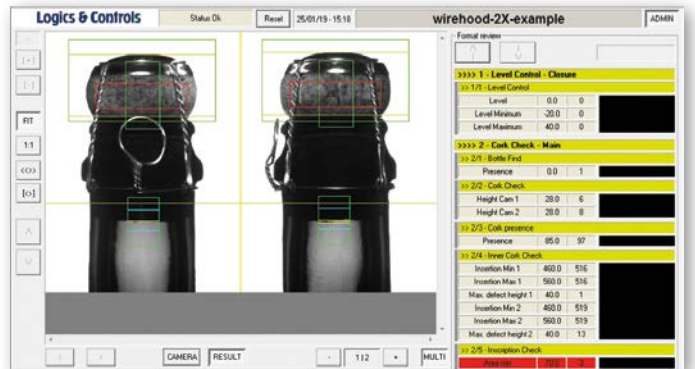 Logics & Controls
Status Ok
Reset
25/01/19 - 15:18
wirehood-2X-example
ADMIN
Format review
[+]
[-]
FIT
1:1
<<>>
[<>]
>>>> 1 - Level Control - Closure
>> 1/1 - Level Control
Level 0.0 0
Level Minimum -20.0 0
Level Maximum 40.0 0
>>>> 2 - Cork Check - Main
>> 2/1 - Bottle Find
Presence 0.0 1
>> 2/2 - Cork Check
Height Cam 1 28.0 6
Height Cam 2 28.0 8
>> 2/3 - Cork presence
Presence 85.0 97
>> 2/4 - Inner Cork Check
Insertion Min 1 460.0 516
Insertion Max 1 560.0 516
Max. defect height 1 40.0 1
Insertion Min 2 460.0 519
Insertion Max 2 560.0 519
Max. defect height 2 40.0 13
>> 2/5 - Inscription Check
CAMERA
RESULT
1|2
MULTI